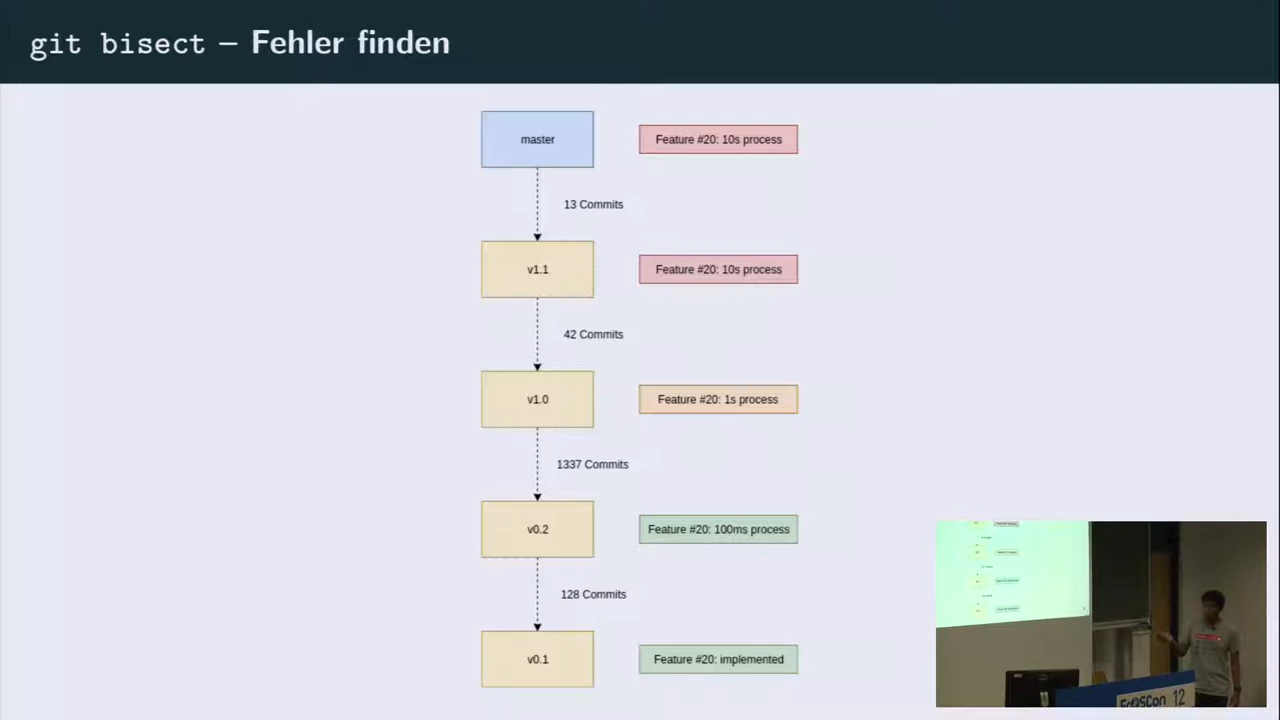 git bisect – Fehler finden
master
Feature #20: 10s process
13 Commits
v1.1
Feature #20: 10s process
42 Commits
v1.0
Feature #20: 1s process
1337 Commits
v0.2
Feature #20: 100ms process
128 Commits
v0.1
Feature #20: implemented
FrOSCon 12